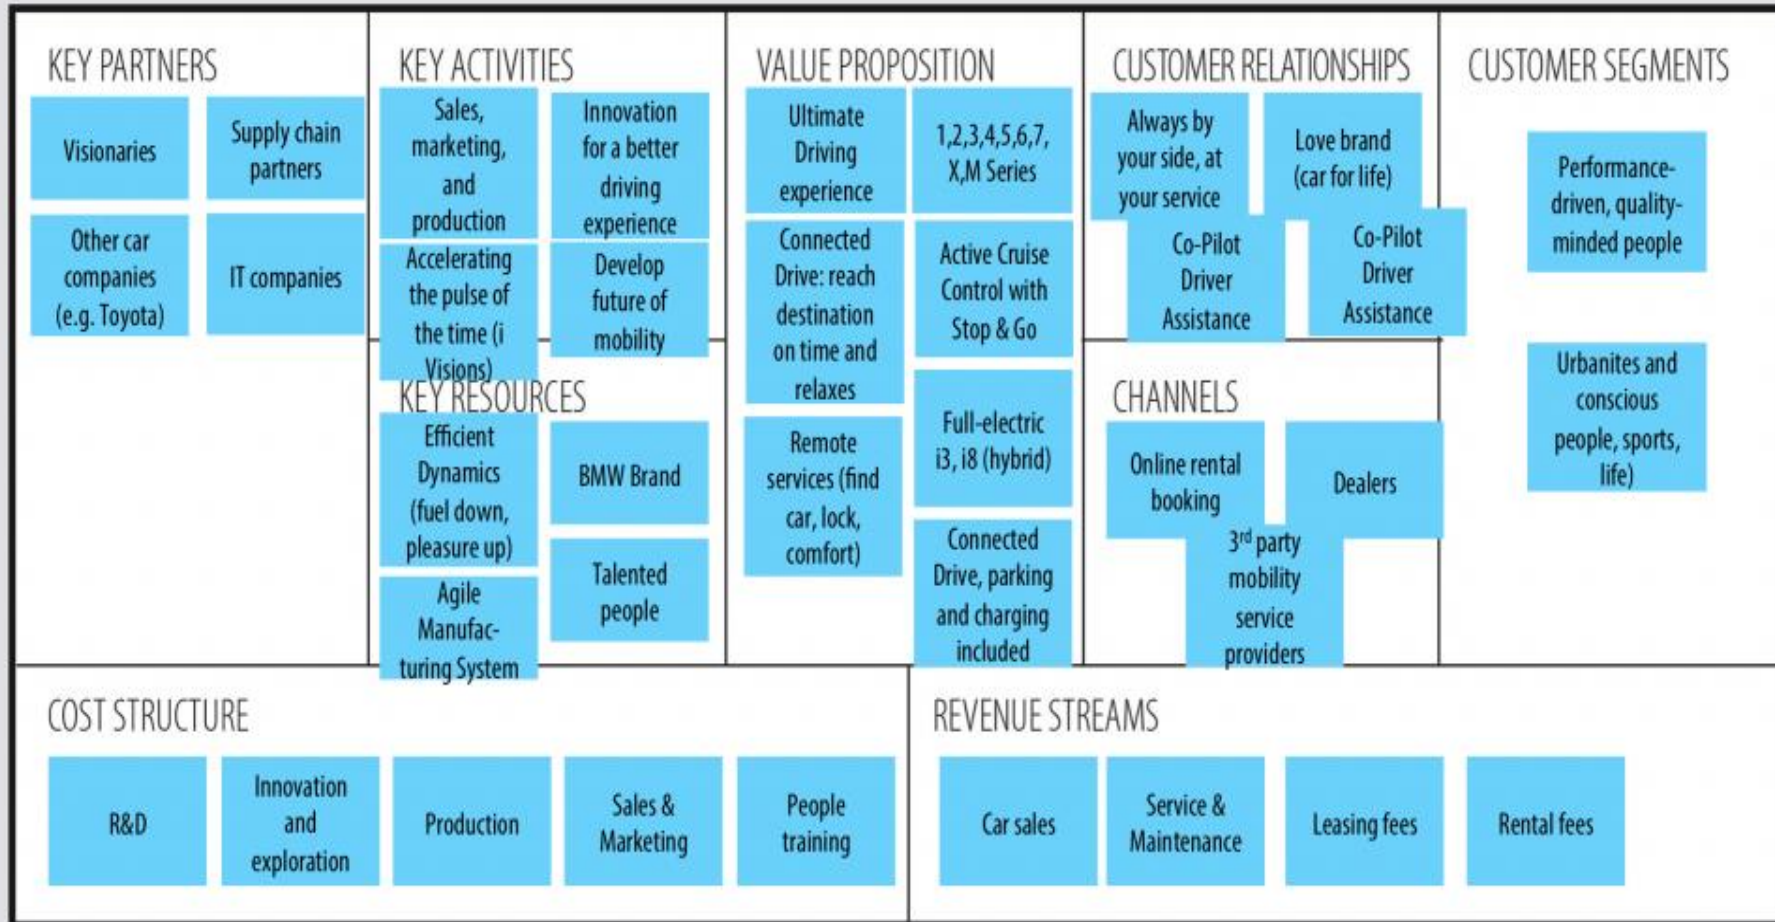 KEY PARTNERS
Visionaries
Supply chain
partners
Other car
companies
(e.g. Toyota)
IT companies
KEY ACTIVITIES
Sales,
marketing,
and
production
Innovation
for a better
driving
experience
Accelerating
the pulse of
the time (i
Visions)
Develop
future of
mobility
KEY RESOURCES
Efficient
Dynamics
(fuel down,
pleasure up)
BMW Brand
Talented
people
Agile
Manufac-
turing System
VALUE PROPOSITION
Ultimate
Driving
experience
1,2,3,4,5,6,7,
X,M Series
Connected
Drive: reach
destination
on time and
relaxes
Active Cruise
Control with
Stop & Go
Remote
services (find
car, lock,
comfort)
Full-electric
i3, i8 (hybrid)
Connected
Drive, parking
and charging
included
CUSTOMER RELATIONSHIPS
Always by
your side, at
your service
Love brand
(car for life)
Co-Pilot
Driver
Assistance
Co-Pilot
Driver
Assistance
CHANNELS
Online rental
booking
Dealers
3rd party
mobility
service
providers
CUSTOMER SEGMENTS
Performance-
driven, quality-
minded people
Urbanites and
conscious
people, sports,
life)
COST STRUCTURE
R&D
Innovation
and
exploration
Production
Sales &
Marketing
People
training
REVENUE STREAMS
Car sales
Service &
Maintenance
Leasing fees
Rental fees